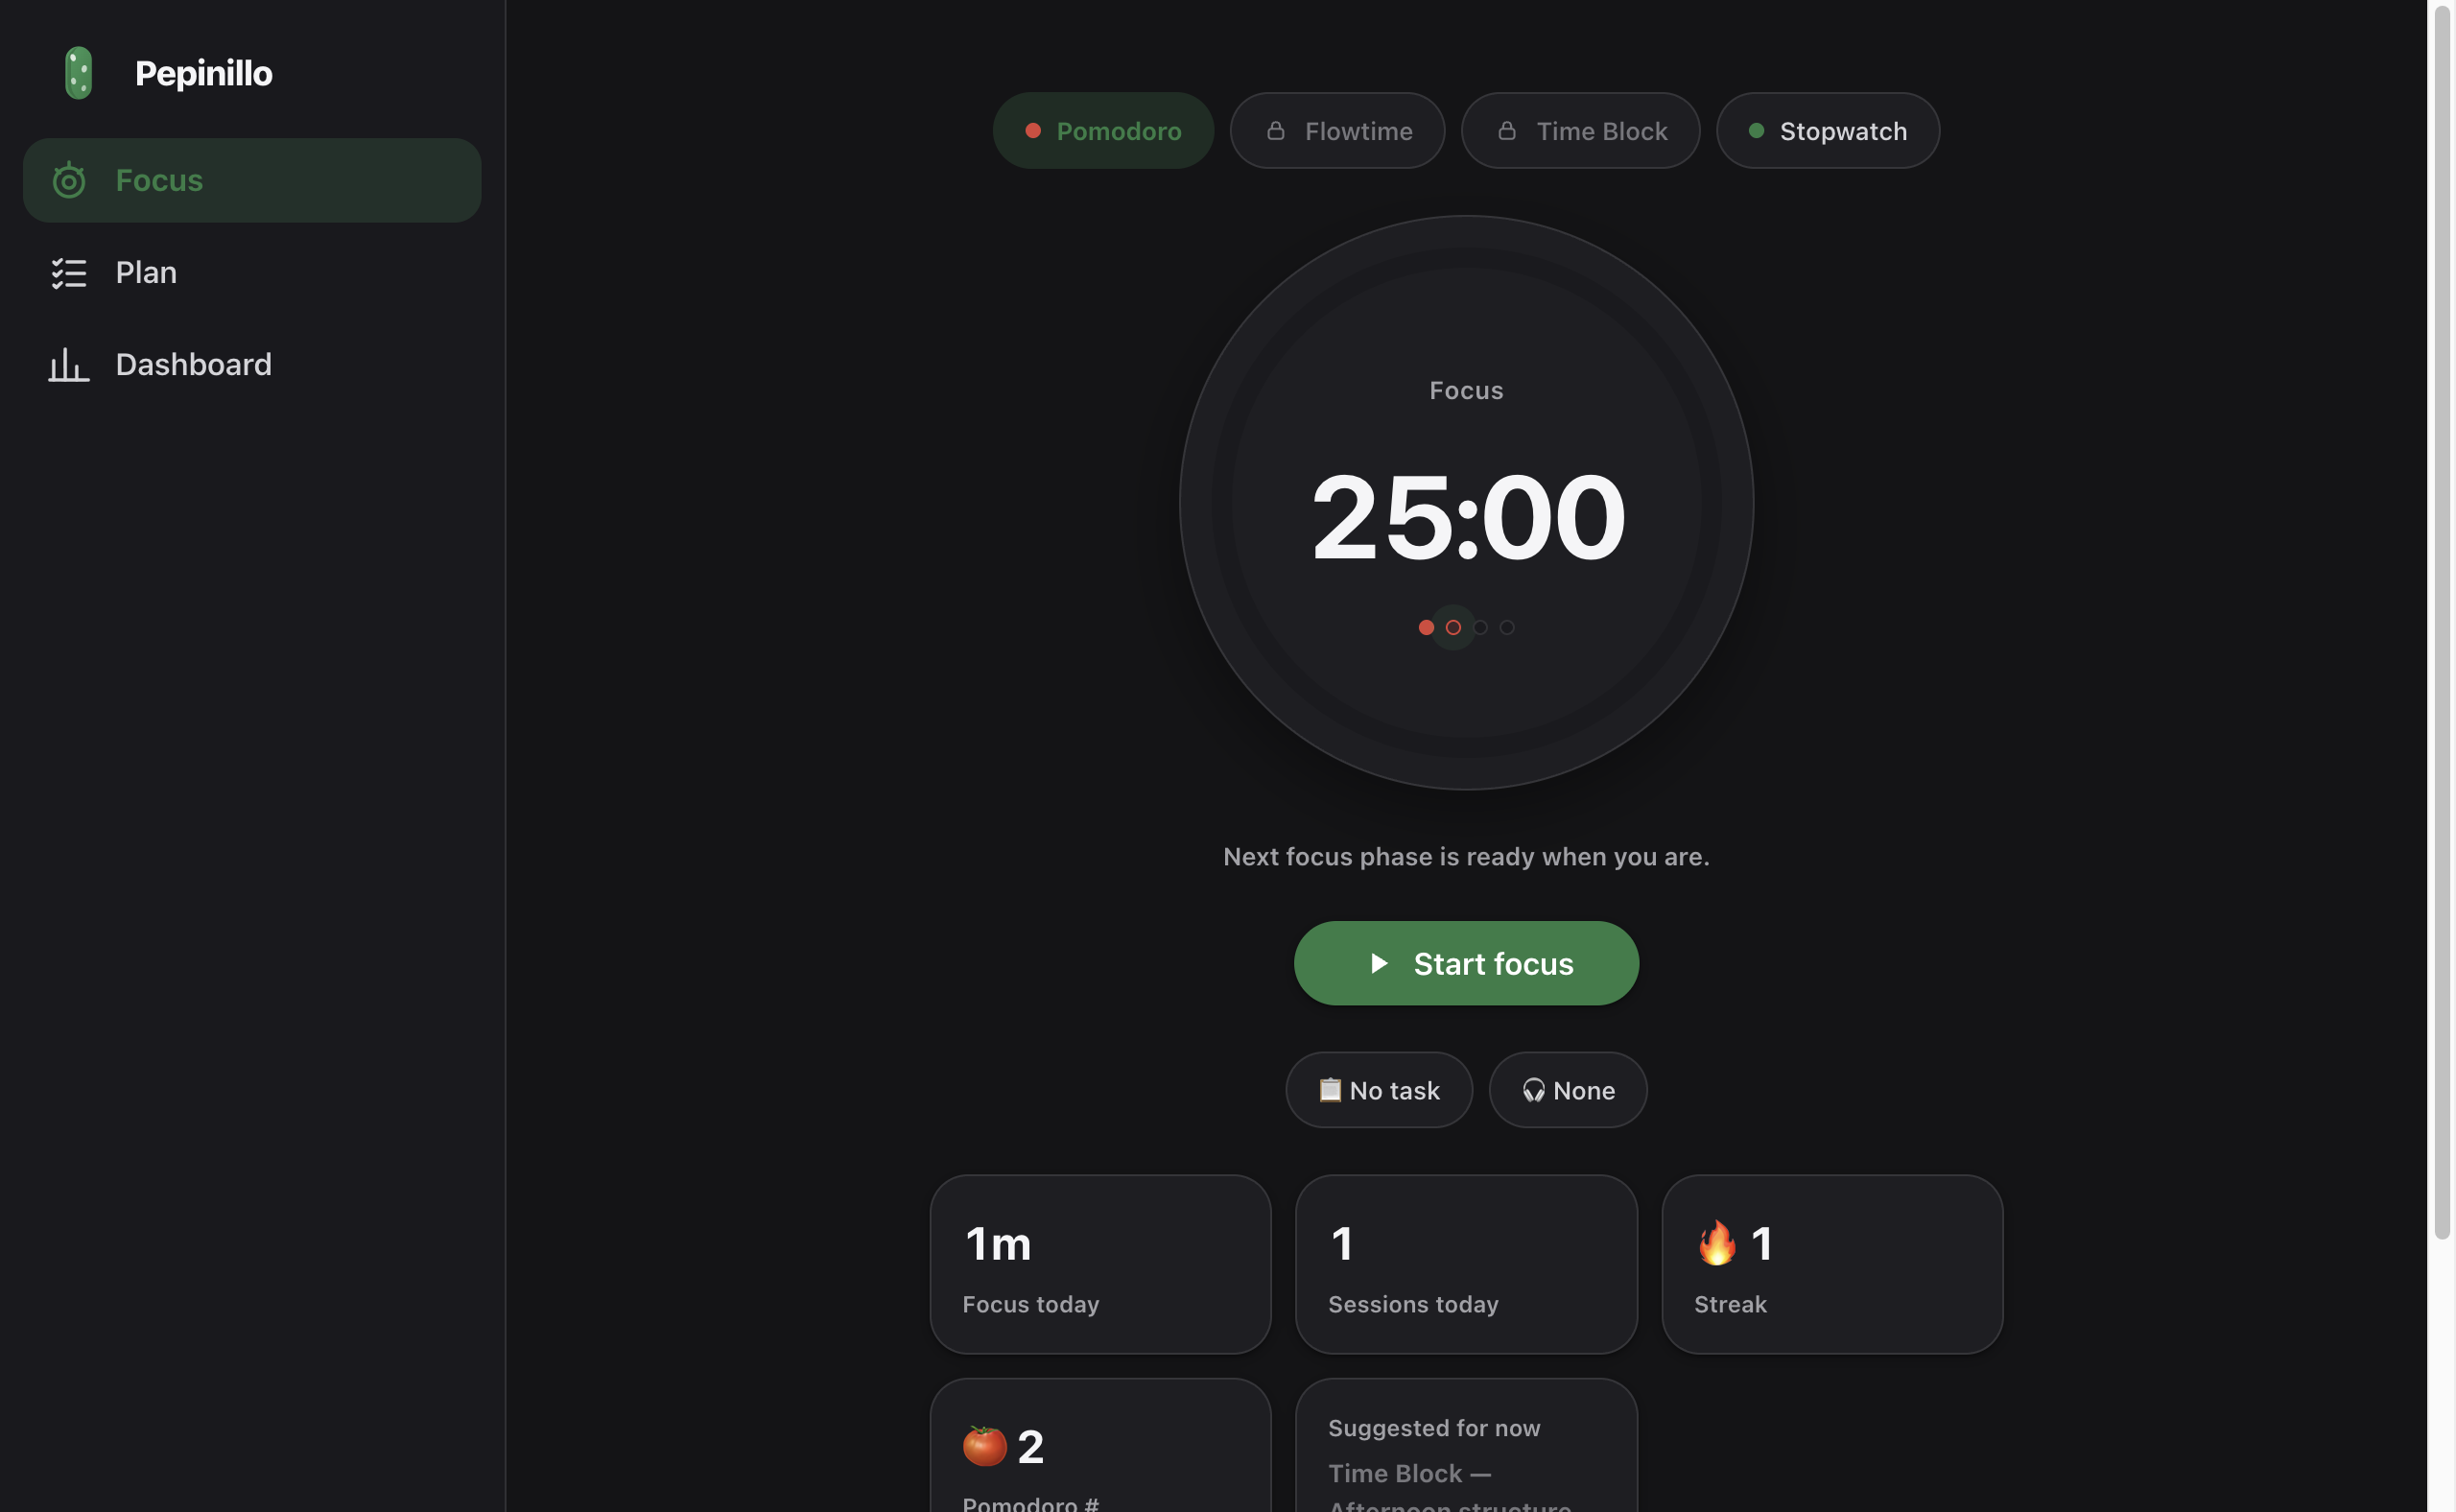 Pepinillo
Focus
Plan
Dashboard
Pomodoro
Flowtime
Time Block
Stopwatch
Focus
25:00
Next focus phase is ready when you are.
Start focus
No task
None
1m
Focus today
1
Sessions today
1
Streak
2
Pomodoro #
Suggested for now
Time Block —
Afternoon structure